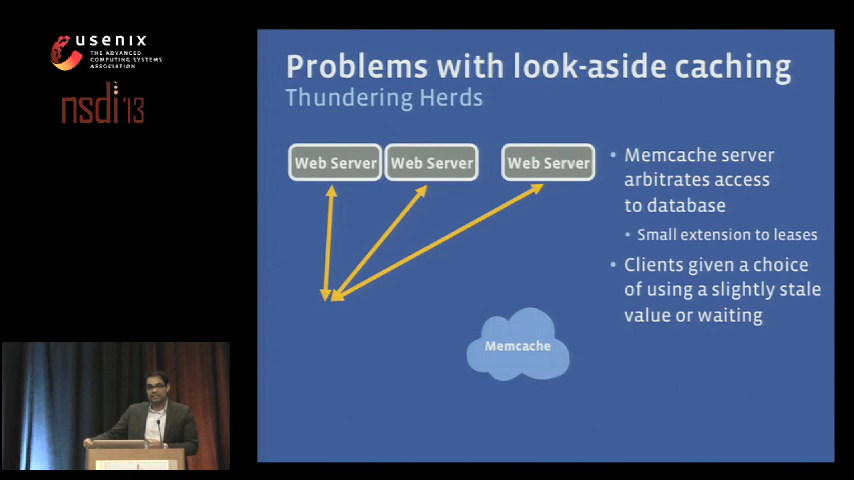 usenix
THE ADVANCED
COMPUTING SYSTEMS
ASSOCIATION
nsdi '13
Problems with look-aside caching
Thundering Herds
Web Server
Web Server
Web Server
• Memcache server
arbitrates access
to database
• Small extension to leases
• Clients given a choice
of using a slightly stale
value or waiting
Memcache